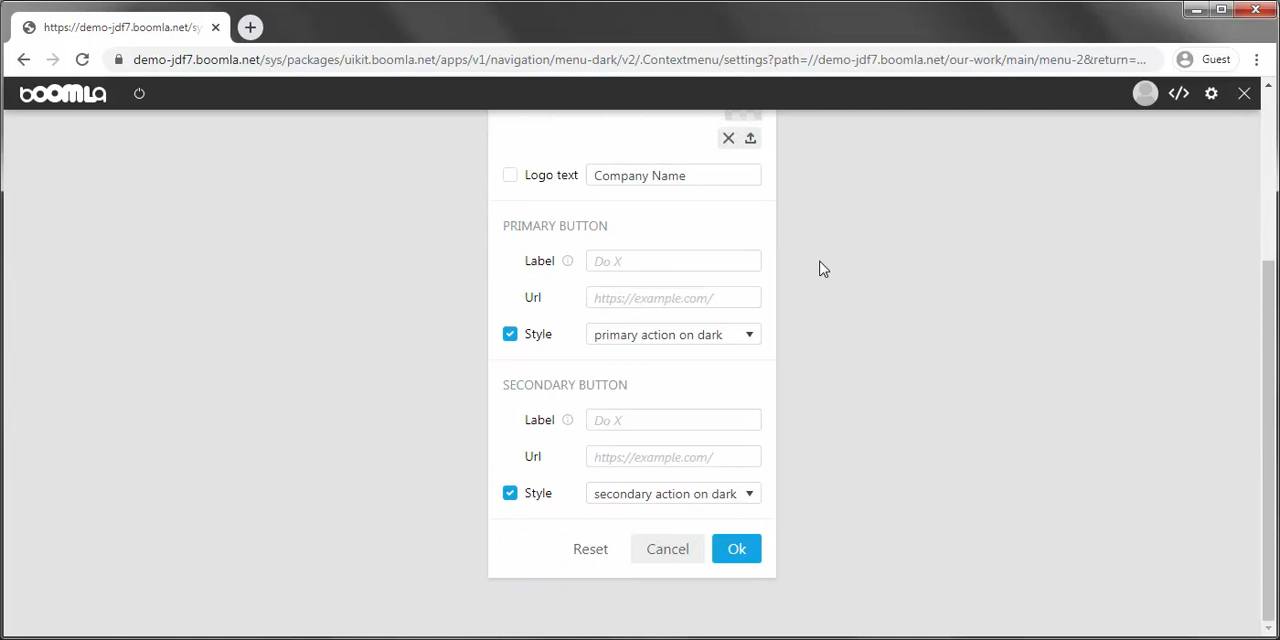 https://demo-jdf7.boomla.net/sy
demo-jdf7.boomla.net/sys/packages/uikit.boomla.net/apps/v1/navigation/menu-dark/v2/.Contextmenu/settings?path=//demo-jdf7.boomla.net/our-work/main/menu-2&return=...
Guest
boomla
Logo text Company Name
PRIMARY BUTTON
Label Do X
Url https://example.com/
Style primary action on dark
SECONDARY BUTTON
Label Do X
Url https://example.com/
Style secondary action on dark
Reset Cancel Ok